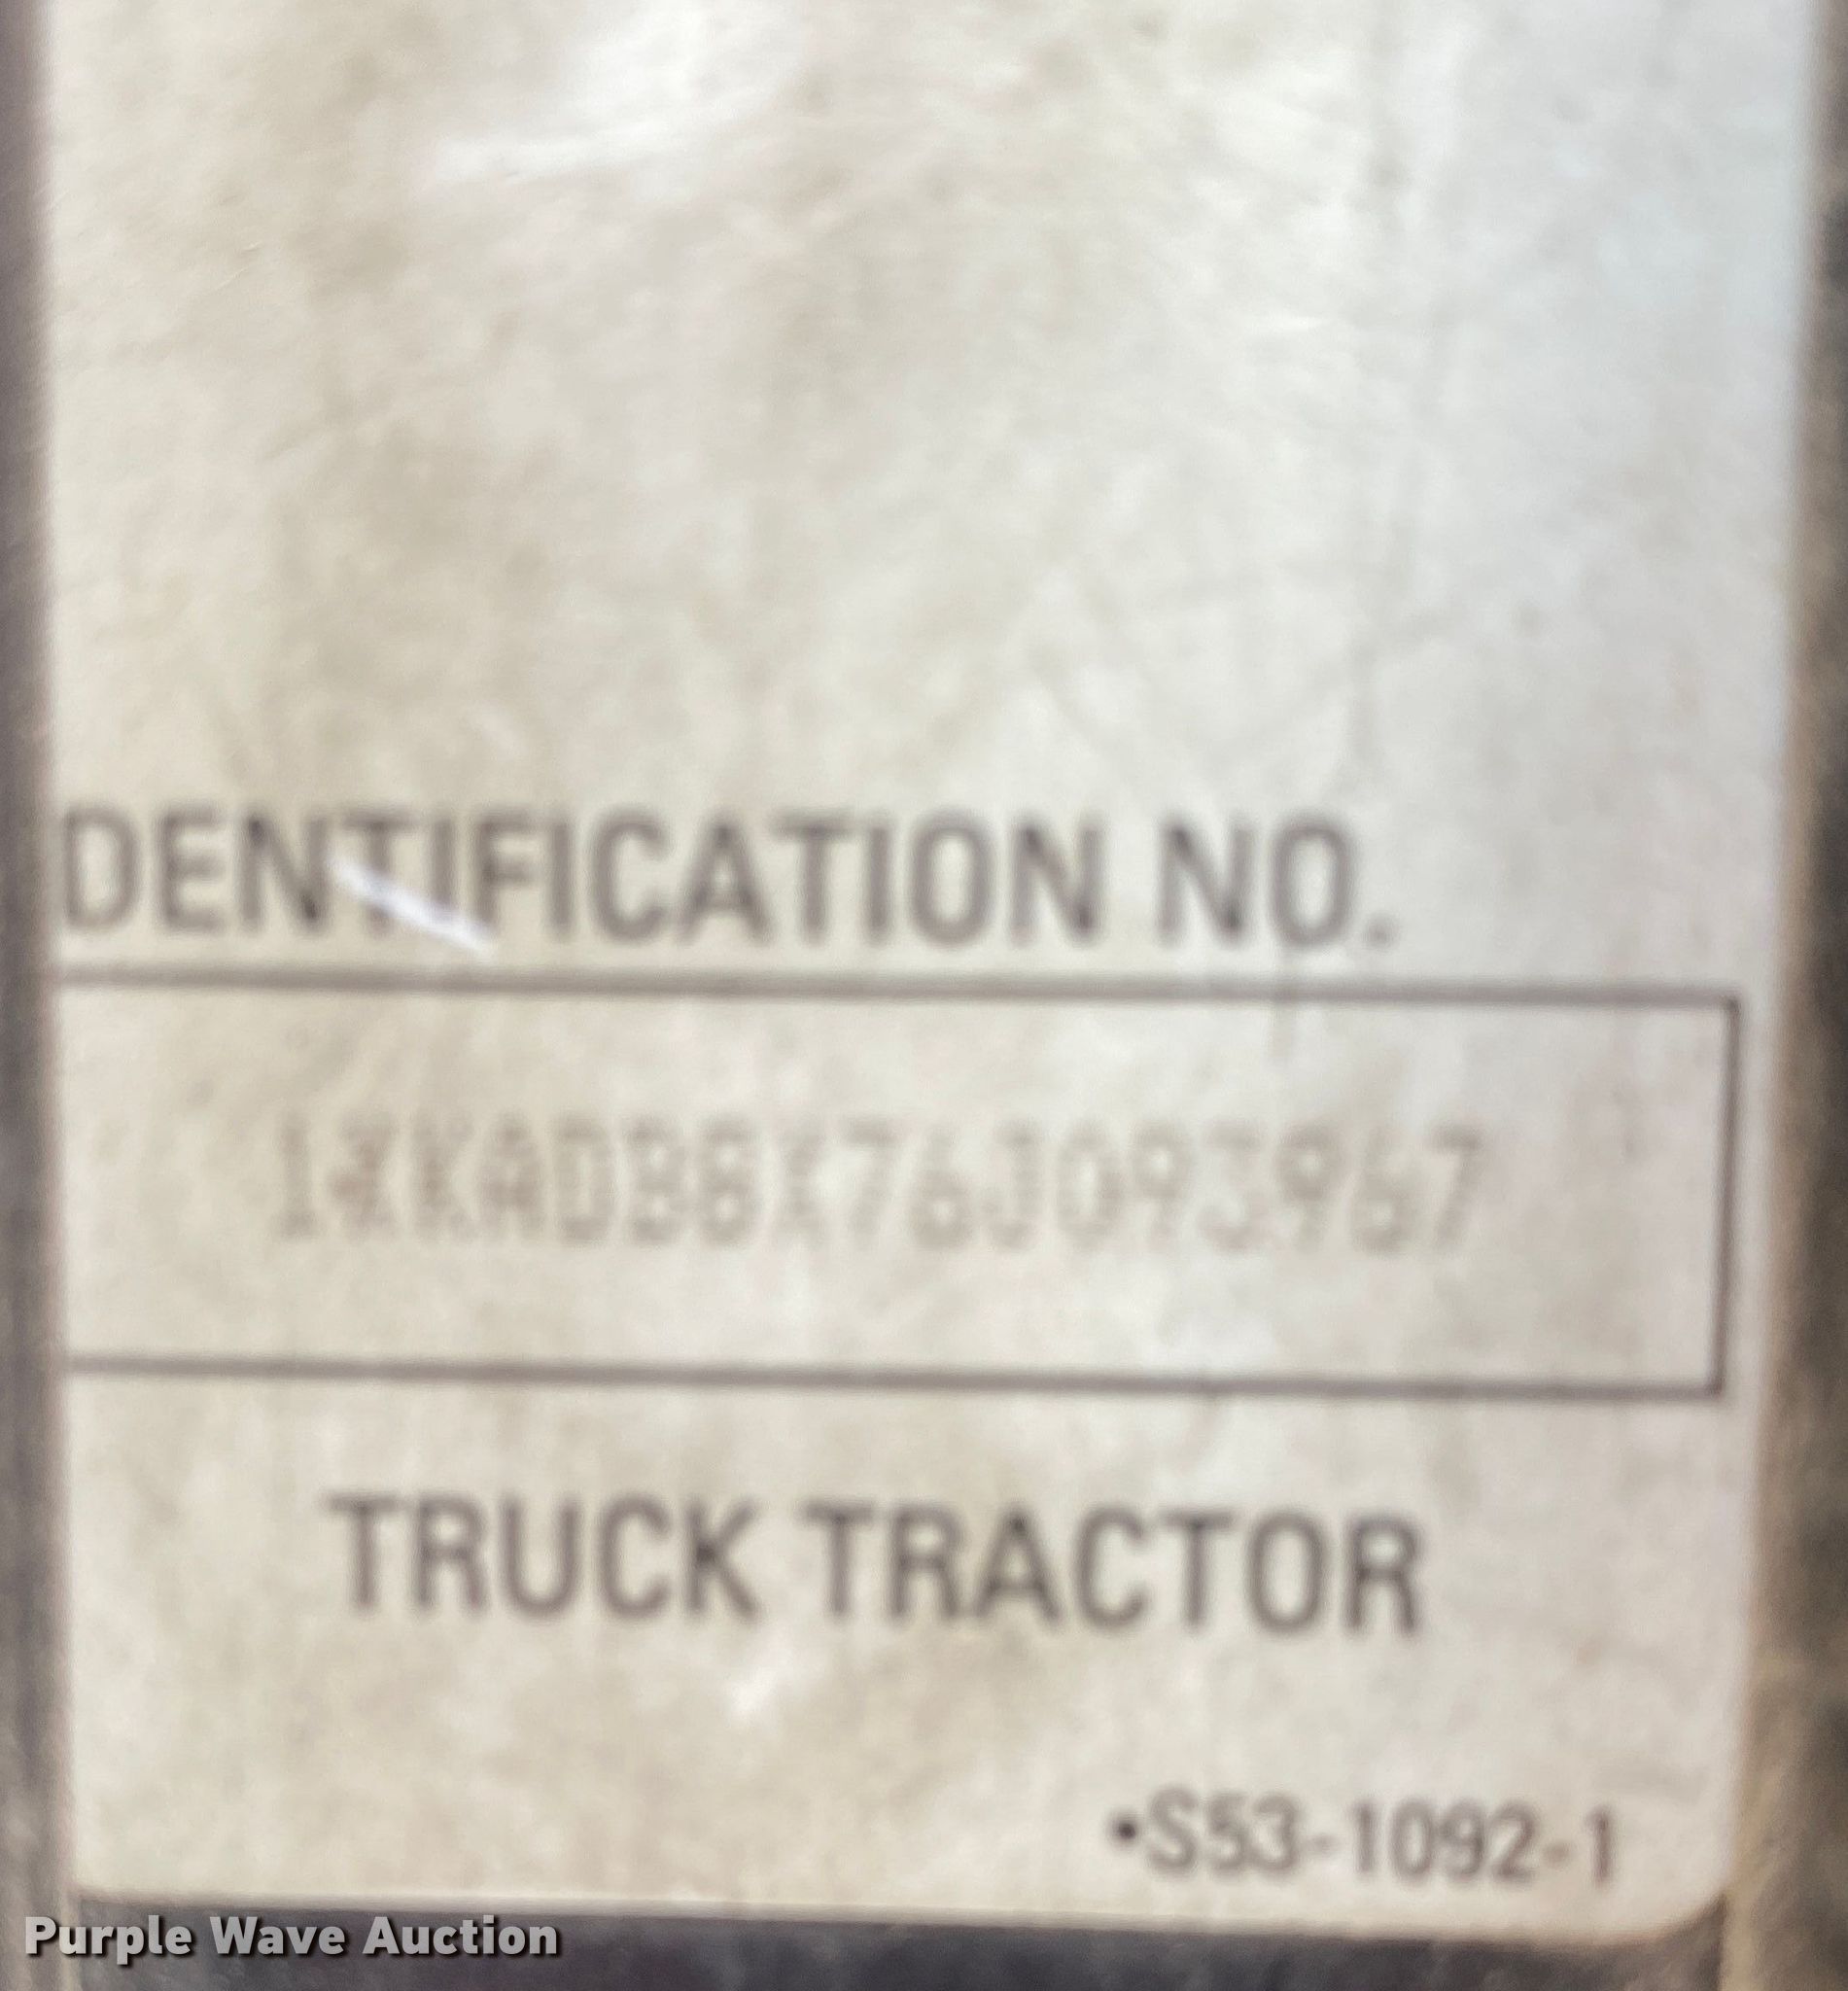 DENTIFICATION NO.
1XKADB8X76J093967
TRUCK TRACTOR
•S53-1092-1
Purple Wave Auction